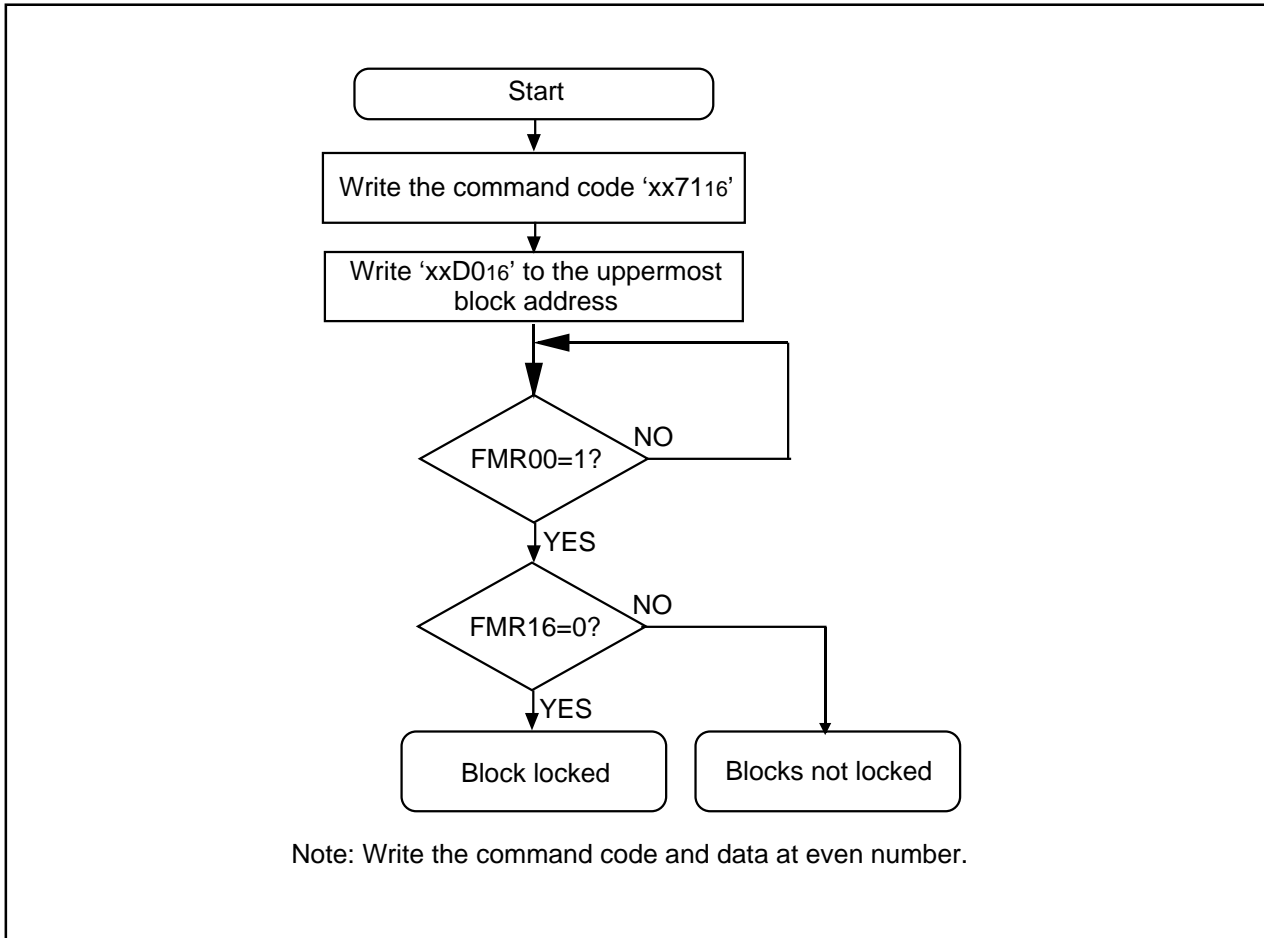 Start
Write the command code ‘xx7116’
Write ‘xxD016’ to the uppermost
block address
NO
FMR00=1?
YES
NO
FMR16=0?
YES
Block locked
Blocks not locked
Note: Write the command code and data at even number.